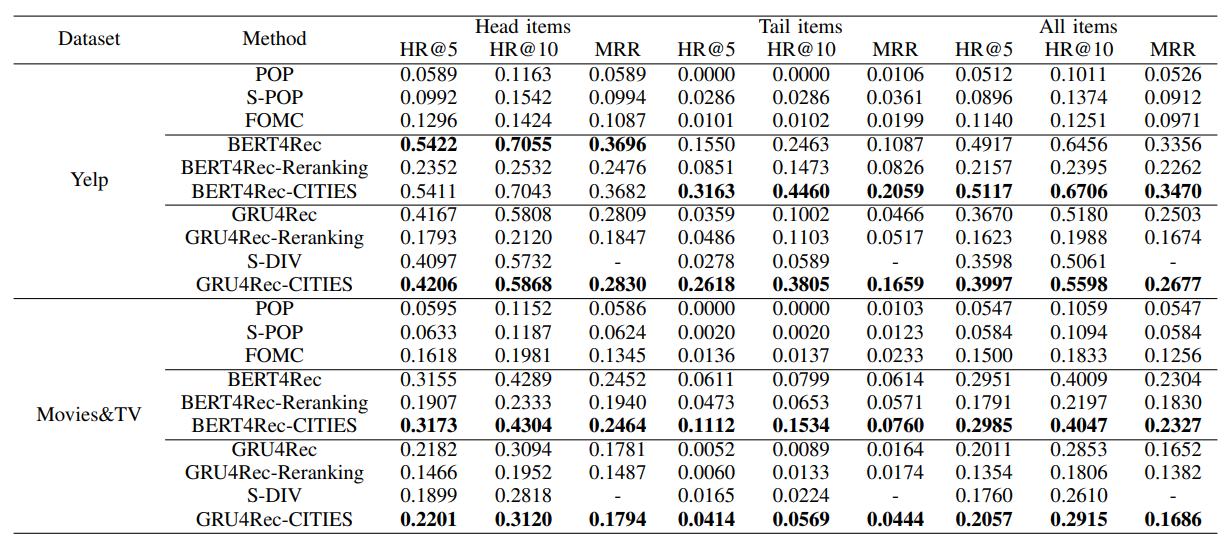 Dataset Method Head items Tail items All items
HR@5 HR@10 MRR HR@5 HR@10 MRR HR@5 HR@10 MRR
Yelp
POP 0.0589 0.1163 0.0589 0.0000 0.0000 0.0106 0.0512 0.1011 0.0526
S-POP 0.0992 0.1542 0.0994 0.0286 0.0286 0.0361 0.0896 0.1374 0.0912
FOMC 0.1296 0.1424 0.1087 0.0101 0.0102 0.0199 0.1140 0.1251 0.0971
BERT4Rec 0.5422 0.7055 0.3696 0.1550 0.2463 0.1087 0.4917 0.6456 0.3356
BERT4Rec-Reranking 0.2352 0.2532 0.2476 0.0851 0.1473 0.0826 0.2157 0.2395 0.2262
BERT4Rec-CITIES 0.5411 0.7043 0.3682 0.3163 0.4460 0.2059 0.5117 0.6706 0.3470
GRU4Rec 0.4167 0.5808 0.2809 0.0359 0.1002 0.0466 0.3670 0.5180 0.2503
GRU4Rec-Reranking 0.1793 0.2120 0.1847 0.0486 0.1103 0.0517 0.1623 0.1988 0.1674
S-DIV 0.4097 0.5732 - 0.0278 0.0589 - 0.3598 0.5061 -
GRU4Rec-CITIES 0.4206 0.5868 0.2830 0.2618 0.3805 0.1659 0.3997 0.5598 0.2677
Movies&TV
POP 0.0595 0.1152 0.0586 0.0000 0.0000 0.0103 0.0547 0.1059 0.0547
S-POP 0.0633 0.1187 0.0624 0.0020 0.0020 0.0123 0.0584 0.1094 0.0584
FOMC 0.1618 0.1981 0.1345 0.0136 0.0137 0.0233 0.1500 0.1833 0.1256
BERT4Rec 0.3155 0.4289 0.2452 0.0611 0.0799 0.0614 0.2951 0.4009 0.2304
BERT4Rec-Reranking 0.1907 0.2333 0.1940 0.0473 0.0653 0.0571 0.1791 0.2197 0.1830
BERT4Rec-CITIES 0.3173 0.4304 0.2464 0.1112 0.1534 0.0760 0.2985 0.4047 0.2327
GRU4Rec 0.2182 0.3094 0.1781 0.0052 0.0089 0.0164 0.2011 0.2853 0.1652
GRU4Rec-Reranking 0.1466 0.1952 0.1487 0.0060 0.0133 0.0174 0.1354 0.1806 0.1382
S-DIV 0.1899 0.2818 - 0.0165 0.0224 - 0.1760 0.2610 -
GRU4Rec-CITIES 0.2201 0.3120 0.1794 0.0414 0.0569 0.0444 0.2057 0.2915 0.1686